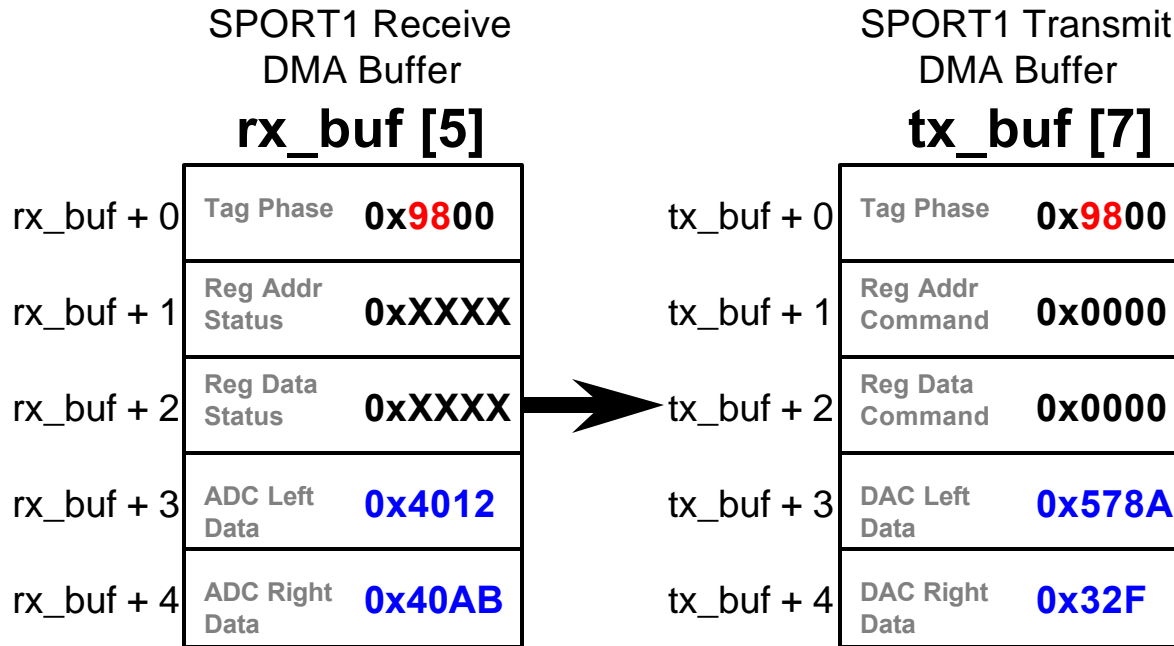 SPORT1 Receive
DMA Buffer
rx_buf [5]
rx_buf + 0 Tag Phase 0x9800
rx_buf + 1 Reg Addr
Status 0xXXXX
rx_buf + 2 Reg Data
Status 0xXXXX
rx_buf + 3 ADC Left
Data 0x4012
rx_buf + 4 ADC Right
Data 0x40AB
SPORT1 Transmit
DMA Buffer
tx_buf [7]
tx_buf + 0 Tag Phase 0x9800
tx_buf + 1 Reg Addr
Command 0x0000
tx_buf + 2 Reg Data
Command 0x0000
tx_buf + 3 DAC Left
Data 0x578A
tx_buf + 4 DAC Right
Data 0x32F